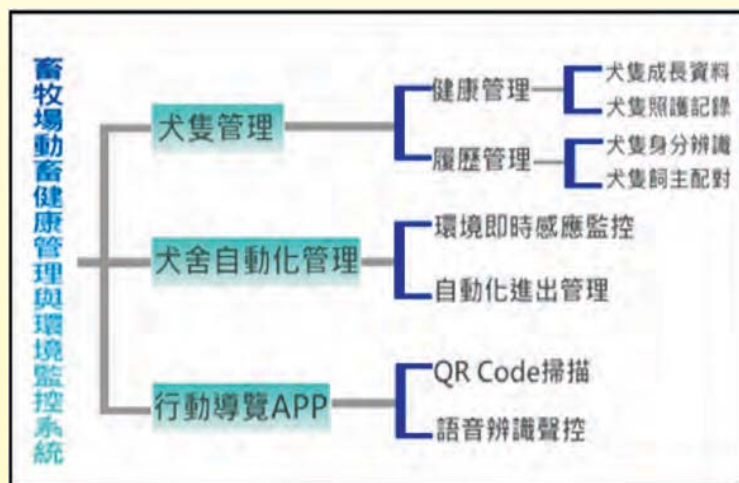 畜牧場動畜健康管理與環境監控系統
犬隻管理
健康管理
犬隻成長資料
犬隻照護記錄
履歷管理
犬隻身分辨識
犬隻飼主配對
犬舍自動化管理
環境即時感應監控
自動化進出管理
行動導覽APP
QR Code掃描
語音辨識聲控